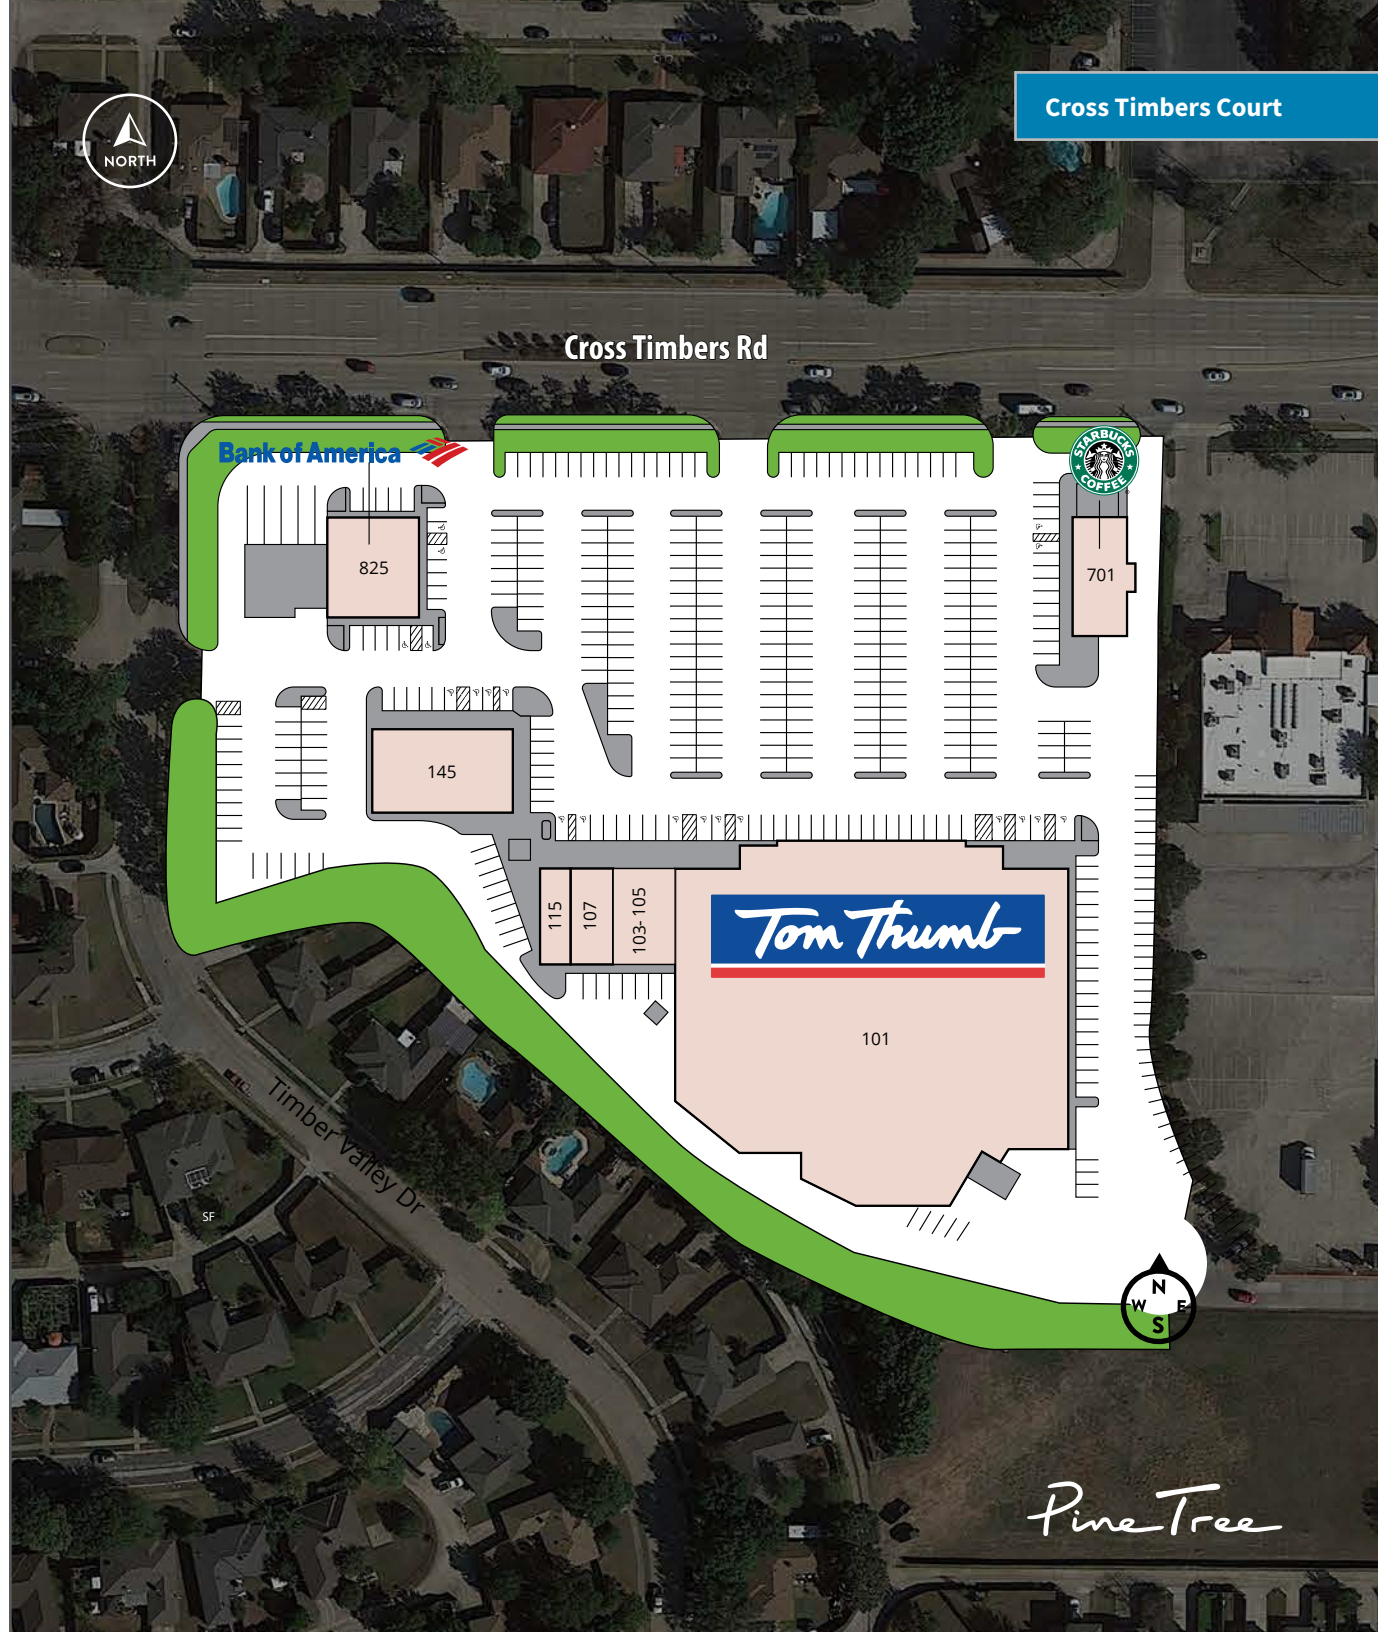 Cross Timbers Court
NORTH
Cross Timbers Rd
Bank of America
STARBUCKS
COFFEE
825
701
145
115
107
103-105
Tom Thumb
101
Timber Valley Dr
SF
N
W E
S
Pine Tree